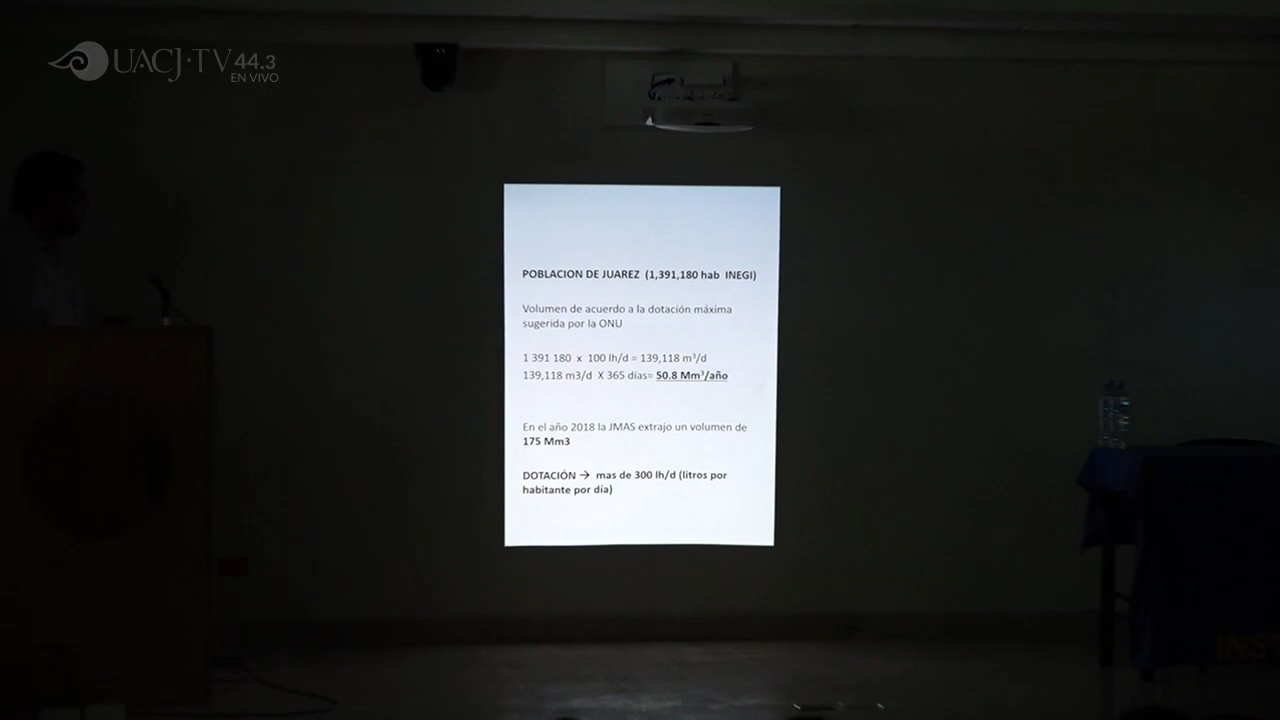 UACJ·TV 44.3
EN VIVO
POBLACION DE JUAREZ (1,391,180 hab INEGI)
Volumen de acuerdo a la dotación máxima
sugerida por la ONU
1 391 180 x 100 lh/d = 139,118 m³/d
139,118 m3/d X 365 días= 50.8 Mm³/año
En el año 2018 la JMAS extrajo un volumen de
175 Mm3
DOTACIÓN → mas de 300 lh/d (litros por
habitante por día)